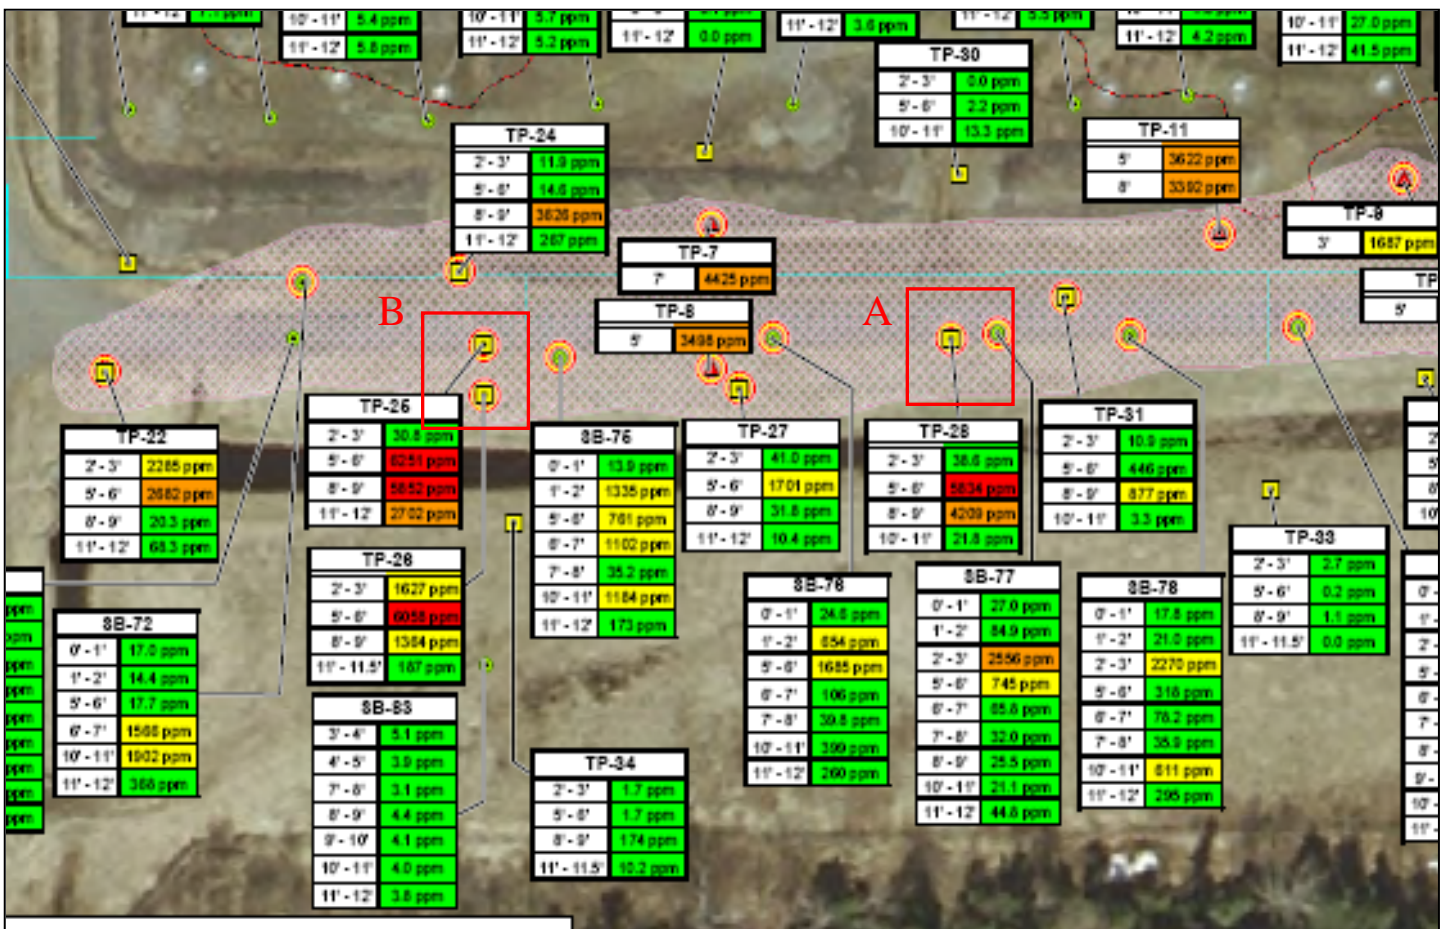 10' - 11' 5.4 ppm
11' - 12' 5.8 ppm
10' - 11' 5.7 ppm
11' - 12' 5.2 ppm
11' - 12' 0.0 ppm
11' - 12' 3.6 ppm
11' - 12' 5.5 ppm
11' - 12' 4.2 ppm
10' - 11' 27.0 ppm
11' - 12' 41.5 ppm
TP-30
2' - 3' 0.0 ppm
5' - 6' 2.2 ppm
10' - 11' 13.3 ppm
TP-24
2' - 3' 11.9 ppm
5' - 6' 14.6 ppm
8' - 9' 3626 ppm
11' - 12' 267 ppm
TP-11
5' 3622 ppm
8' 3392 ppm
TP-9
3' 1687 ppm
TP-7
7' 4425 ppm
TP
5'
TP-8
5' 3498 ppm
B
A
TP-25
2' - 3' 30.8 ppm
5' - 6' 6251 ppm
8' - 9' 5852 ppm
11' - 12' 2702 ppm
TP-22
2' - 3' 2285 ppm
5' - 6' 2682 ppm
8' - 9' 20.3 ppm
11' - 12' 68.3 ppm
SB-75
0' - 1' 13.9 ppm
1' - 2' 1335 ppm
5' - 6' 761 ppm
6' - 7' 1102 ppm
7' - 8' 35.2 ppm
10' - 11' 1184 ppm
11' - 12' 173 ppm
TP-27
2' - 3' 41.0 ppm
5' - 6' 1701 ppm
8' - 9' 31.8 ppm
11' - 12' 10.4 ppm
TP-28
2' - 3' 38.6 ppm
5' - 6' 5834 ppm
8' - 9' 4209 ppm
10' - 11' 21.8 ppm
TP-31
2' - 3' 10.9 ppm
5' - 6' 446 ppm
8' - 9' 877 ppm
10' - 11' 3.3 ppm
TP-33
2' - 3' 2.7 ppm
5' - 6' 0.2 ppm
8' - 9' 1.1 ppm
11' - 11.5' 0.0 ppm
TP-26
2' - 3' 1627 ppm
5' - 6' 6058 ppm
8' - 9' 1364 ppm
11' - 11.5' 187 ppm
SB-72
0' - 1' 17.0 ppm
1' - 2' 14.4 ppm
5' - 6' 17.7 ppm
6' - 7' 1566 ppm
10' - 11' 1902 ppm
11' - 12' 368 ppm
SB-76
0' - 1' 24.6 ppm
1' - 2' 654 ppm
5' - 6' 1685 ppm
6' - 7' 106 ppm
7' - 8' 39.8 ppm
10' - 11' 399 ppm
11' - 12' 260 ppm
SB-77
0' - 1' 27.0 ppm
1' - 2' 84.9 ppm
2' - 3' 2556 ppm
5' - 6' 745 ppm
6' - 7' 65.8 ppm
7' - 8' 32.0 ppm
8' - 9' 25.5 ppm
10' - 11' 21.1 ppm
11' - 12' 44.8 ppm
SB-78
0' - 1' 17.8 ppm
1' - 2' 21.0 ppm
2' - 3' 2270 ppm
5' - 6' 318 ppm
6' - 7' 78.2 ppm
7' - 8' 35.9 ppm
10' - 11' 611 ppm
11' - 12' 295 ppm
SB-83
3' - 4' 5.1 ppm
4' - 5' 3.9 ppm
7' - 8' 3.1 ppm
8' - 9' 4.4 ppm
9' - 10' 4.1 ppm
10' - 11' 4.0 ppm
11' - 12' 3.8 ppm
TP-34
2' - 3' 1.7 ppm
5' - 6' 1.7 ppm
8' - 9' 174 ppm
11' - 11.5' 10.2 ppm